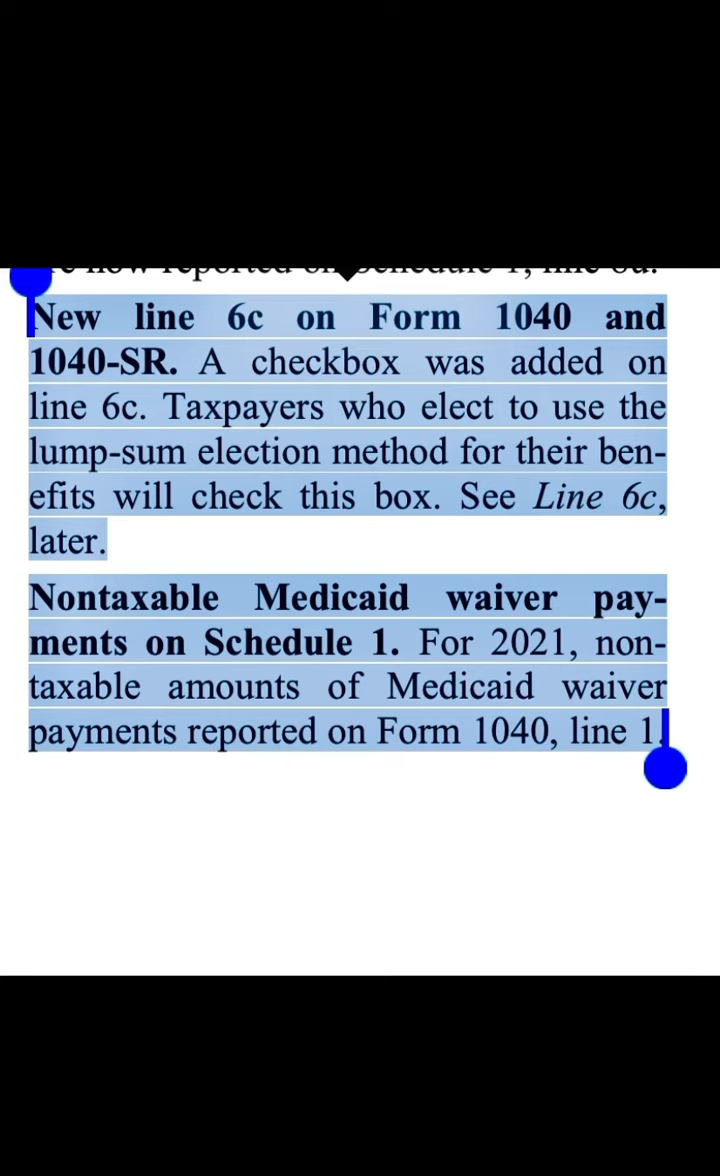 New line 6c on Form 1040 and
1040-SR. A checkbox was added on
line 6c. Taxpayers who elect to use the
lump-sum election method for their ben-
efits will check this box. See Line 6c,
later.
Nontaxable Medicaid waiver pay-
ments on Schedule 1. For 2021, non-
taxable amounts of Medicaid waiver
payments reported on Form 1040, line 1,